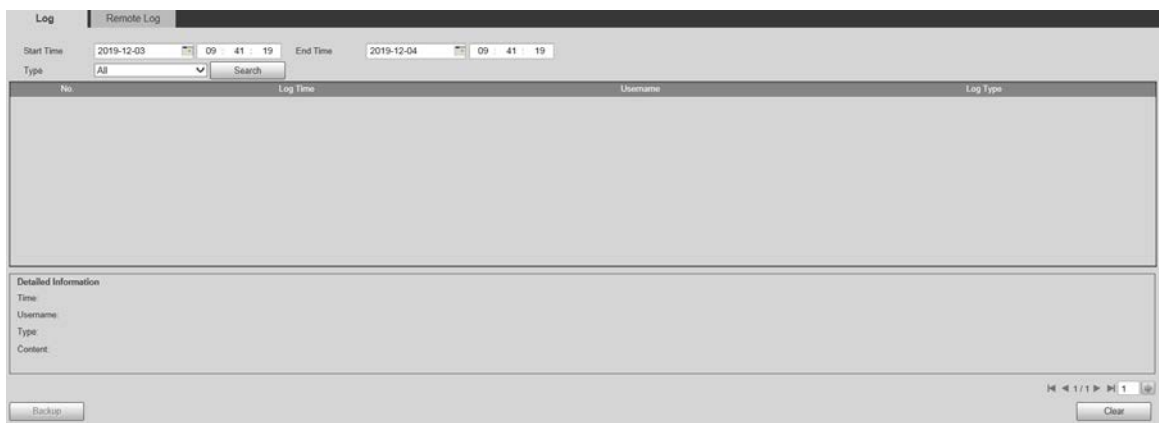 Log Remote Log
Start Time 2019-12-03 09 : 41 : 19 End Time 2019-12-04 09 : 41 : 19
Type All Search
No. Log Time Username Log Type
Detailed Information
Time:
Username:
Type:
Content:
1/1 1
Backup Clear